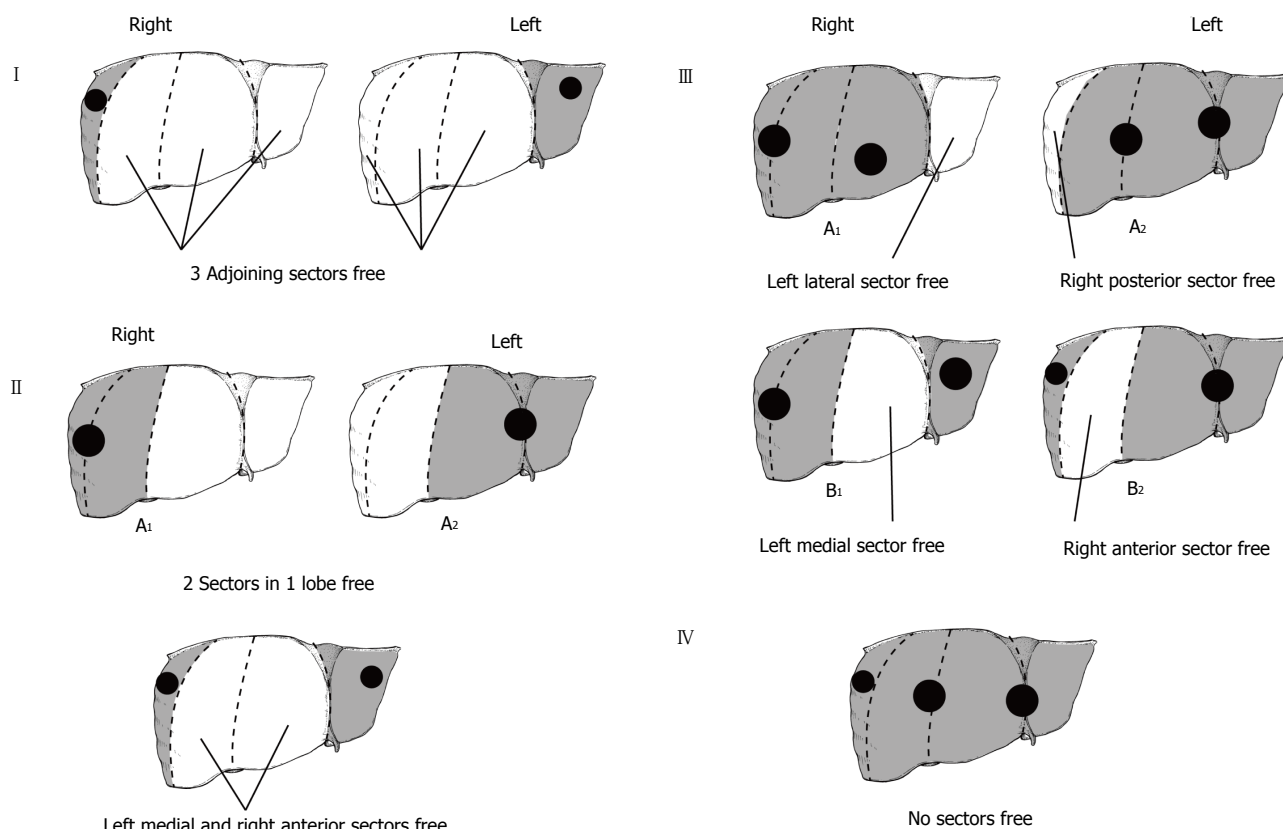 Right
Left
I
3 Adjoining sectors free
Right
Left
II
A1
A2
2 Sectors in 1 lobe free
Left medial and right anterior sectors free
Right
Left
III
A1
A2
Left lateral sector free
Right posterior sector free
B1
B2
Left medial sector free
Right anterior sector free
IV
No sectors free